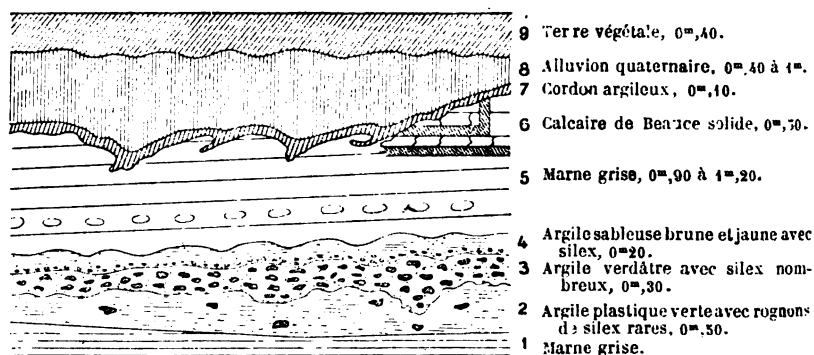 9 Terre végétale, 0ᵐ,40.
8 Alluvion quaternaire, 0ᵐ,40 à 1ᵐ.
7 Cordon argileux, 0ᵐ,10.
6 Calcaire de Beauce solide, 0ᵐ,50.
5 Marne grise, 0ᵐ,90 à 1ᵐ,20.
4 Argile sableuse brune et jaune avec
silex, 0ᵐ20.
3 Argile verdâtre avec silex nom-
breux, 0ᵐ,30.
2 Argile plastique verte avec rognons
de silex rares, 0ᵐ,50.
1 Marne grise.